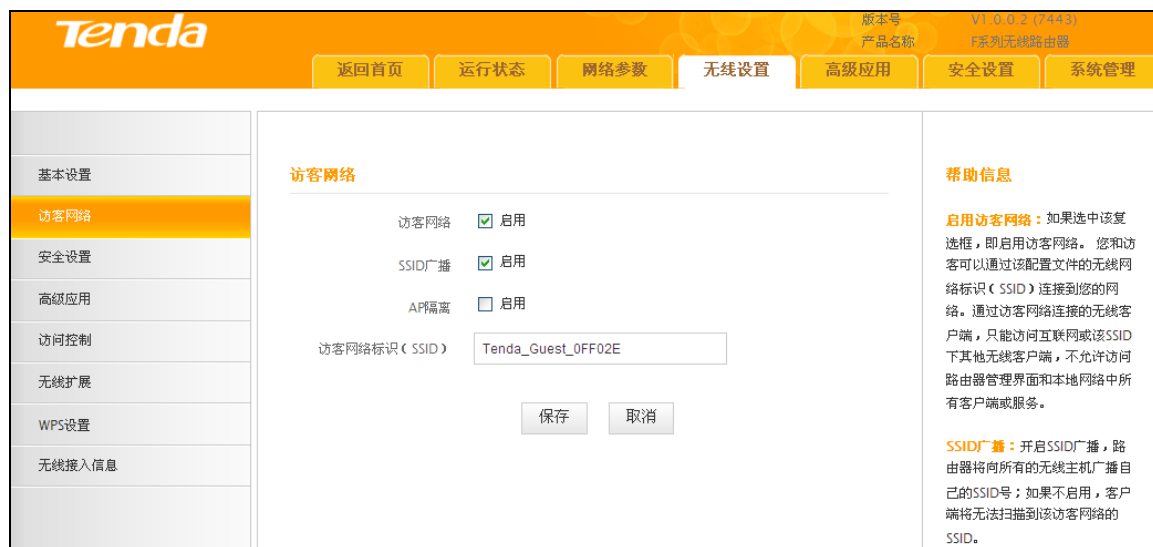 Tenda
版本号 V1.0.0.2 (7443)
产品名称 F系列无线路由器
返回首页 运行状态 网络参数 无线设置 高级应用 安全设置 系统管理
基本设置
访客网络
安全设置
高级应用
访问控制
无线扩展
WPS设置
无线接入信息
访客网络
访客网络 启用
SSID广播 启用
AP隔离 启用
访客网络标识(SSID) Tenda_Guest_0FF02E
保存 取消
帮助信息
启用访客网络:如果选中该复
选框,即启用访客网络。 您和访
客可以通过该配置文件的无线网
络标识(SSID)连接到您的网
络。通过访客网络连接的无线客
户端,只能访问互联网或该SSID
下其他无线客户端,不允许访问
路由器管理界面和本地网络中所
有客户端或服务。
SSID广播:开启SSID广播,路
由器将向所有的无线主机广播自
己的SSID号;如果不启用,客户
端将无法扫描到该访客网络的
SSID。